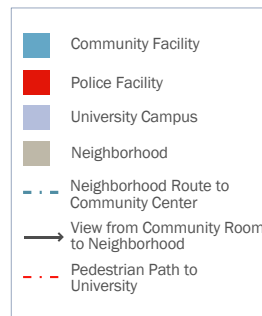 Community Facility
Police Facility
University Campus
Neighborhood
Neighborhood Route to
Community Center
View from Community Room
to Neighborhood
Pedestrian Path to
University